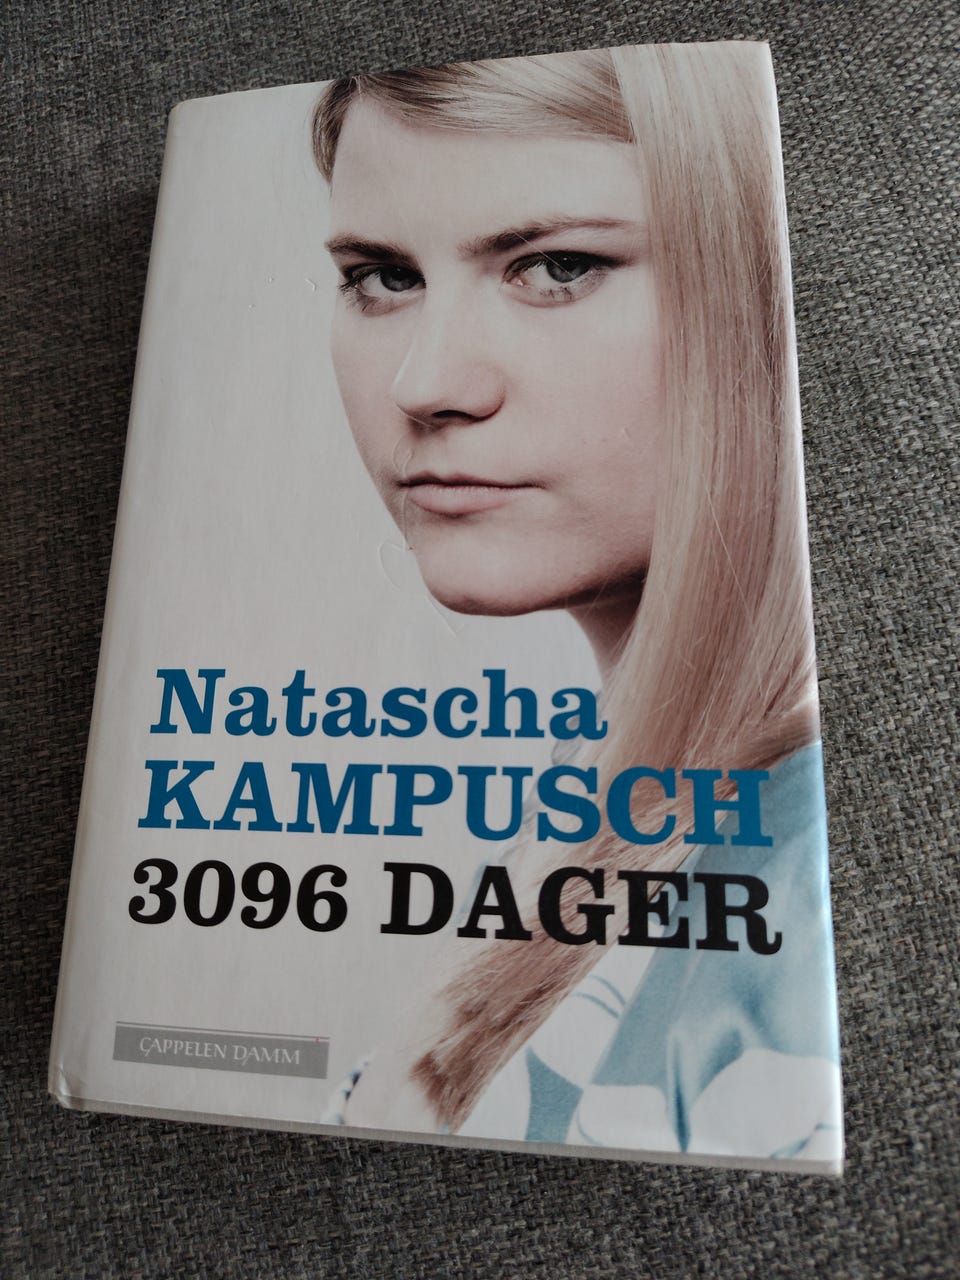 Natascha
KAMPUSCH
3096 DAGER
CAPPELEN DAMM